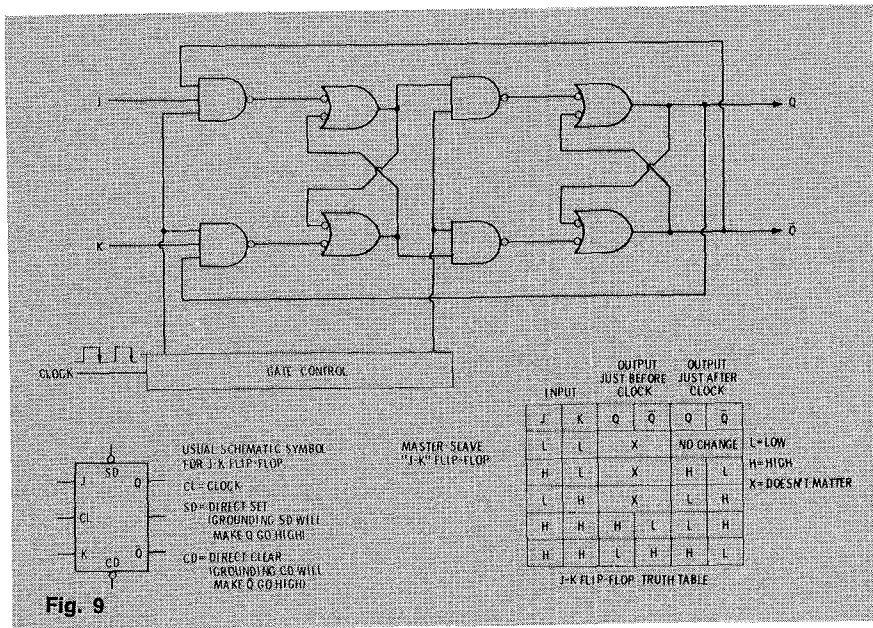 J
Q
K
Q̄
CLOCK
GATE CONTROL
USUAL SCHEMATIC SYMBOL
FOR J-K FLIP-FLOP
CL = CLOCK
SD = DIRECT SET
(GROUNDING SD WILL
MAKE Q GO HIGH)
CD = DIRECT CLEAR
(GROUNDING CD WILL
MAKE Q̄ GO HIGH)
SD
J Q
CL
K Q̄
CD
MASTER-SLAVE
"J-K" FLIP-FLOP
INPUT
OUTPUT
JUST BEFORE
CLOCK
OUTPUT
JUST AFTER
CLOCK
J K Q Q̄ Q Q̄
L L X NO CHANGE
H L X H L
L H X L H
H H H L L H
H H L H H L
L=LOW
H=HIGH
X=DOESN'T MATTER
J-K FLIP-FLOP TRUTH TABLE
Fig. 9